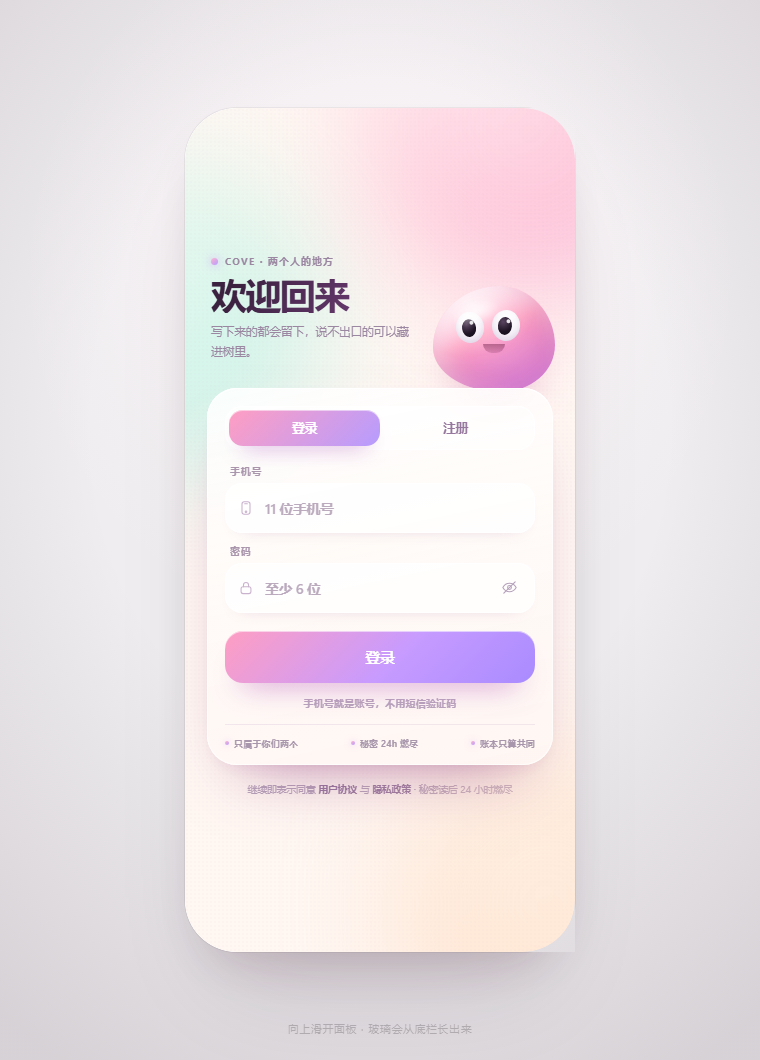 COVE · 两个人的地方
欢迎回来
写下来的都会留下，说不出口的可以藏
进树里。
登录
注册
手机号
11 位手机号
密码
至少 6 位
登录
手机号就是账号，不用短信验证码
只属于你们两个
秘密 24h 燃尽
账本只算共同
继续即表示同意 用户协议 与 隐私政策 · 秘密读后 24 小时燃尽
向上滑开面板 · 玻璃会从底栏长出来